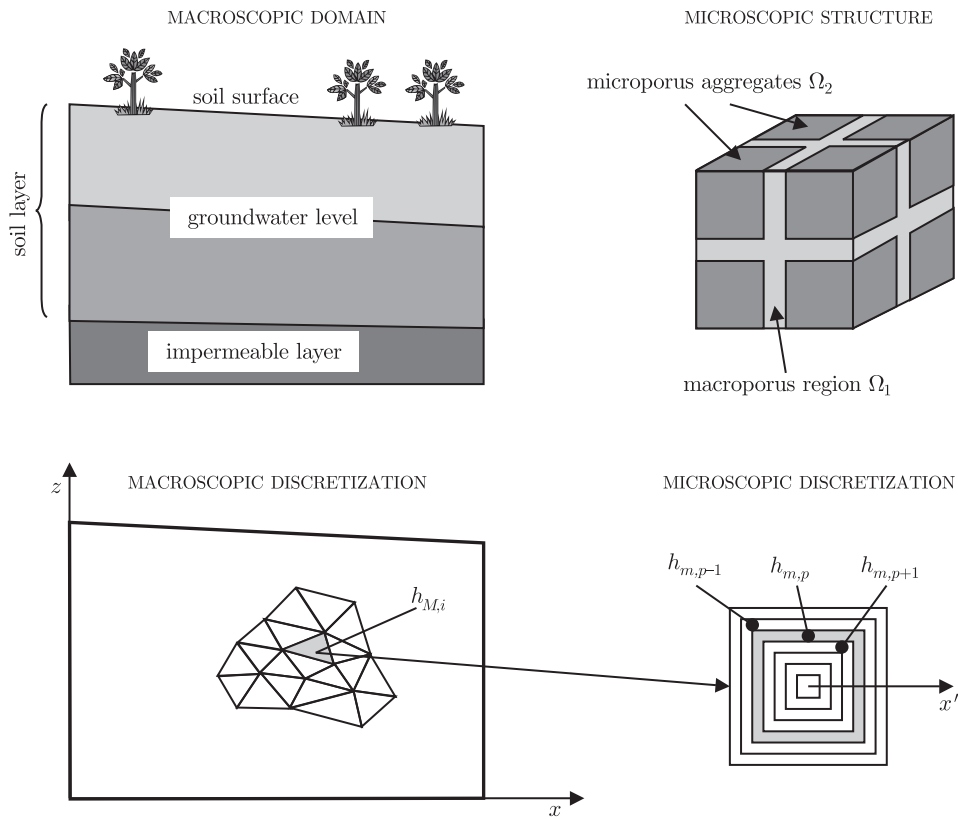 MACROSCOPIC DOMAIN
MICROSCOPIC STRUCTURE
microporus aggregates Ω2
soil surface
soil layer
groundwater level
impermeable layer
macroporus region Ω1
MACROSCOPIC DISCRETIZATION
MICROSCOPIC DISCRETIZATION
z
hM,i
hm,p-1
hm,p
hm,p+1
x'
x